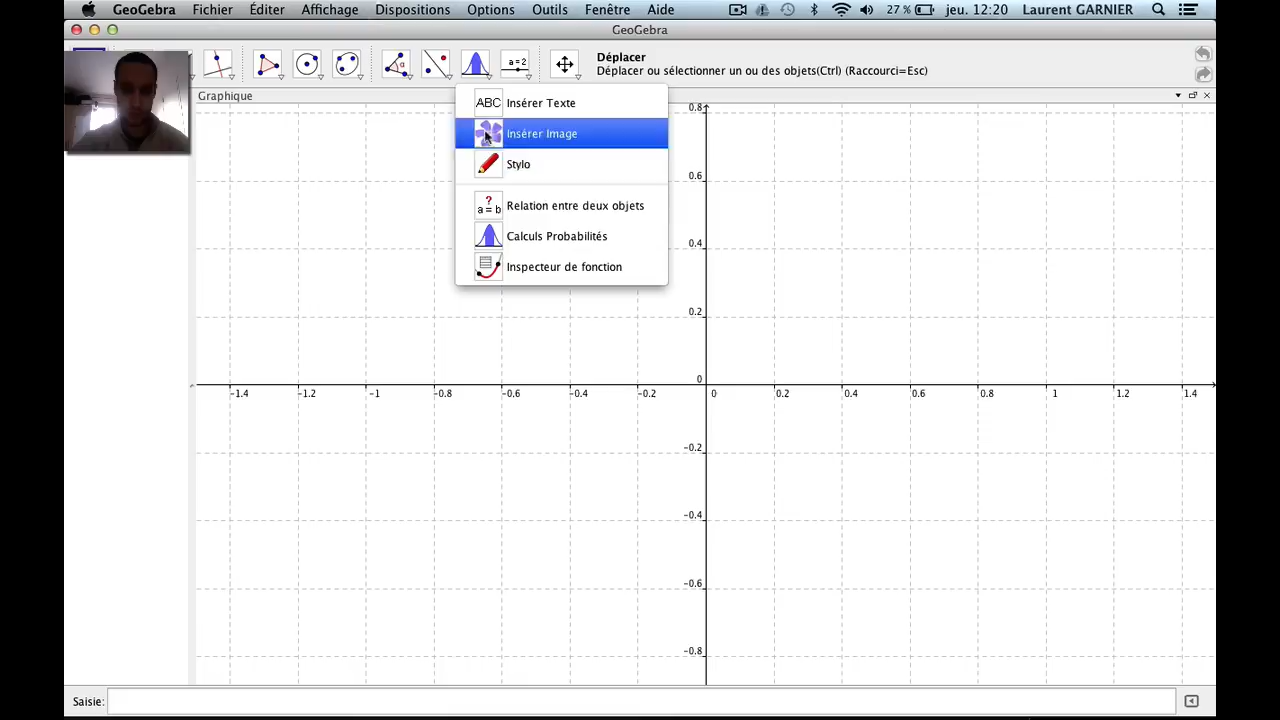 GeoGebra Fichier Éditer Affichage Dispositions Options Outils Fenêtre Aide 27 % jeu. 12:20 Laurent GARNIER
GeoGebra
a=2
Déplacer
Déplacer ou sélectionner un ou des objets(Ctrl) (Raccourci=Esc)
Graphique
ABC Insérer Texte
Insérer Image
Stylo
? a = b Relation entre deux objets
Calculs Probabilités
Inspecteur de fonction
0.8
0.6
0.4
0.2
0
-1.4 -1.2 -1 -0.8 -0.6 -0.4 -0.2 0 0.2 0.4 0.6 0.8 1 1.2 1.4
-0.2
-0.4
-0.6
-0.8
Saisie: